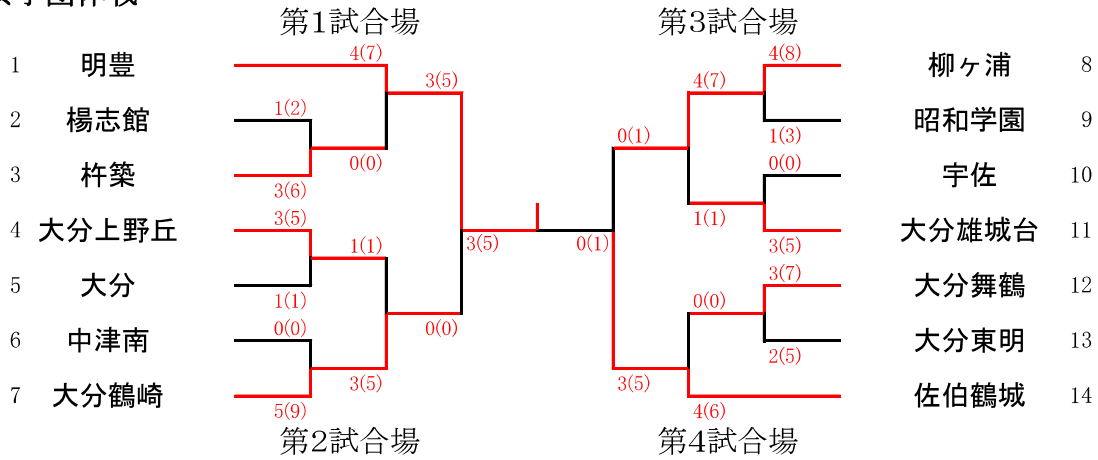 第1試合場 第3試合場
4(7) 4(8)
1 明豊 柳ヶ浦 8
3(5) 4(7)
1(2)
2 楊志館 昭和学園 9
0(1) 1(3)
0(0) 0(0)
3 杵築 宇佐 10
3(6)
3(5) 1(1)
4 大分上野丘 大分雄城台 11
1(1) 3(5) 0(1) 3(5)
3(7)
5 大分 大分舞鶴 12
1(1) 0(0)
0(0) 0(0)
6 中津南 大分東明 13
2(5)
3(5) 3(5)
7 大分鶴崎 佐伯鶴城 14
5(9) 4(6)
第2試合場 第4試合場